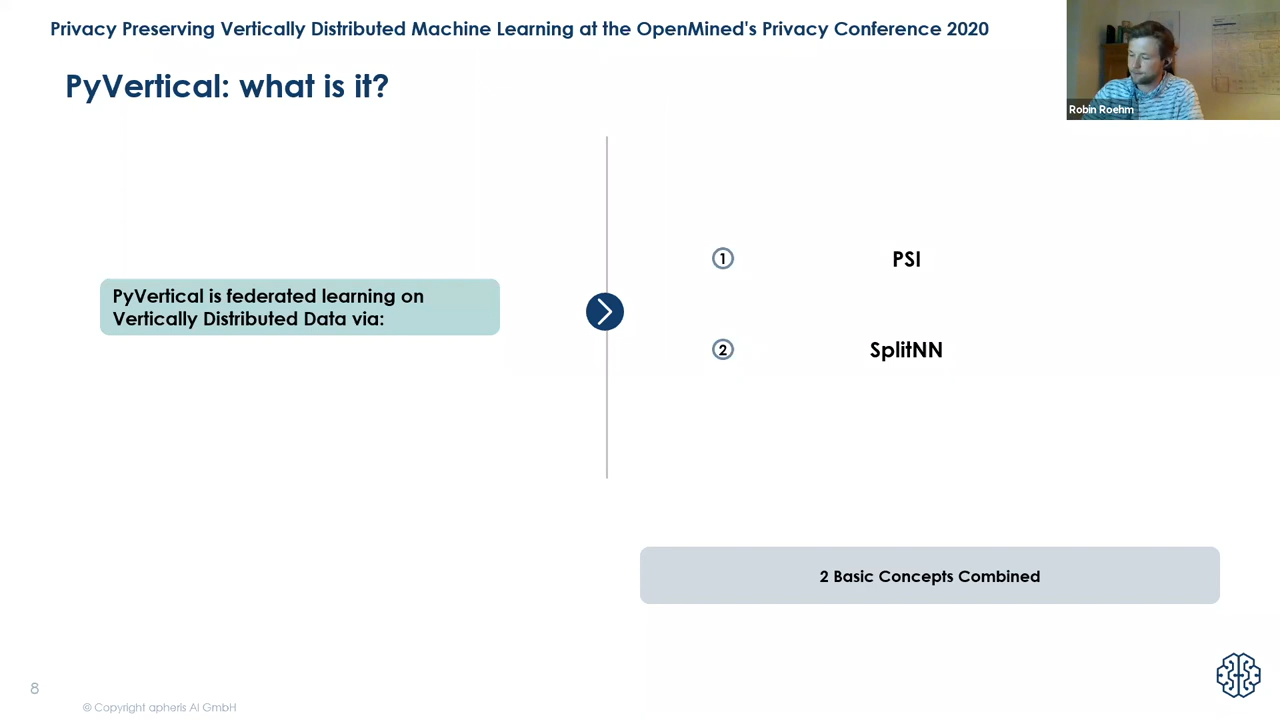 Privacy Preserving Vertically Distributed Machine Learning at the OpenMined's Privacy Conference 2020
PyVertical: what is it?
Robin Roehm
PyVertical is federated learning on
Vertically Distributed Data via:
1 PSI
2 SplitNN
2 Basic Concepts Combined
8
© Copyright apheris AI GmbH